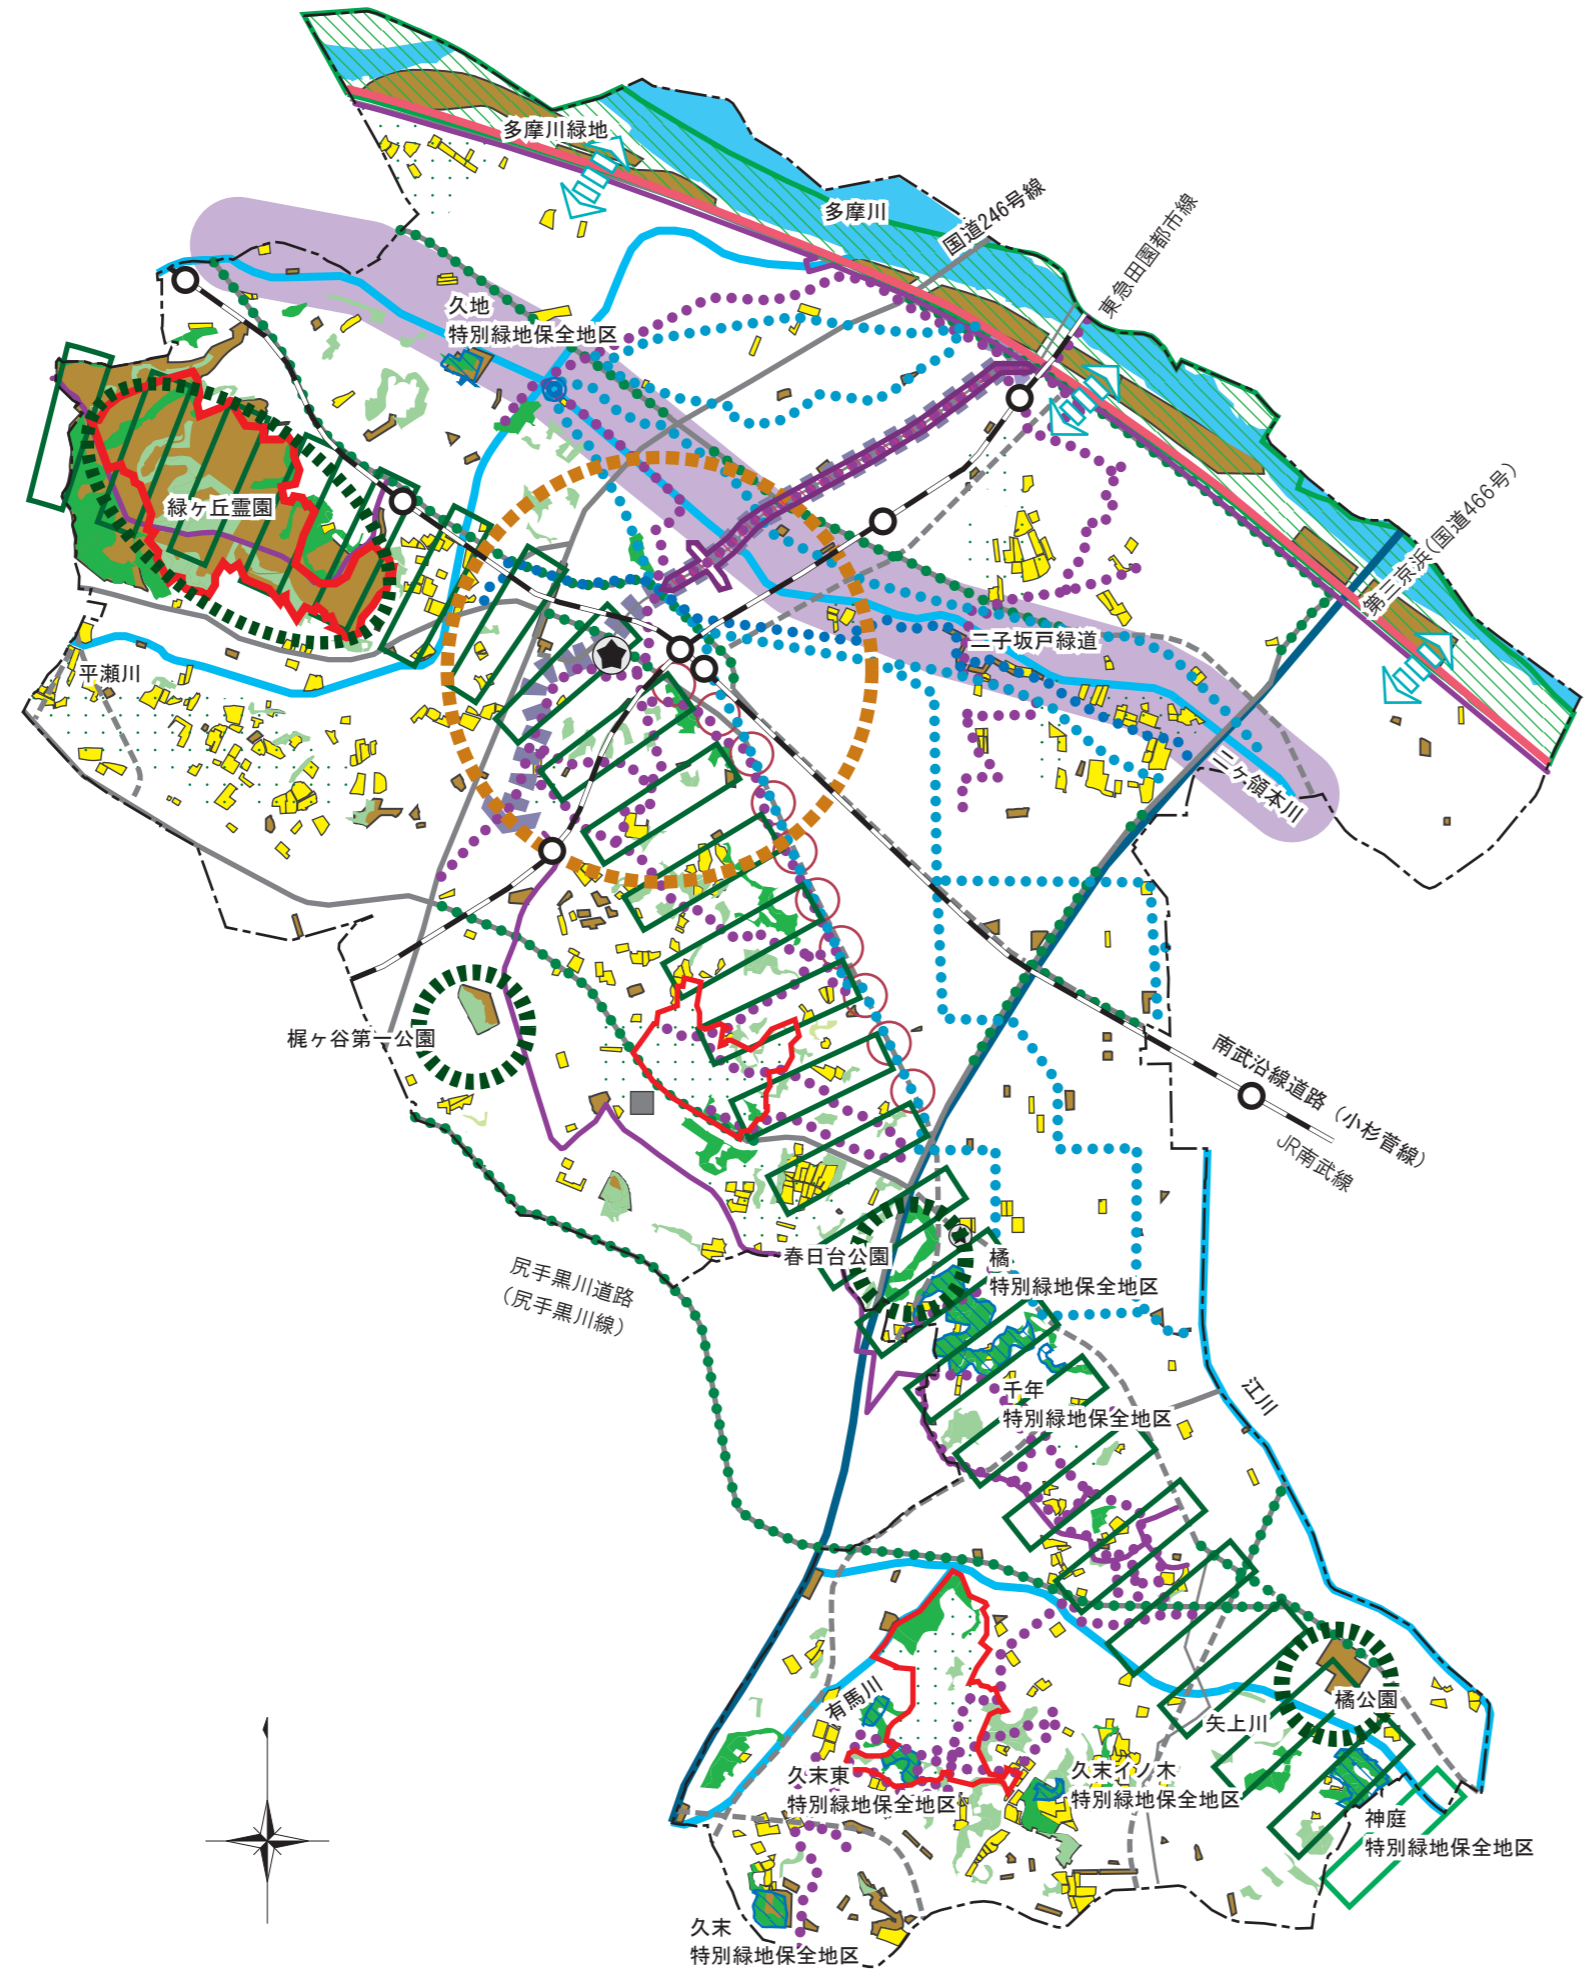 多摩川緑地
多摩川
国道246号線
東急田園都市線
久地
特別緑地保全地区
緑ヶ丘霊園
第三京浜（国道466号）
二子坂戸緑道
平瀬川
二ヶ領本川
梶ヶ谷第一公園
南武沿線道路（小杉菅線）
JR南武線
春日台公園
橘
特別緑地保全地区
尻手黒川道路
（尻手黒川線）
千年
特別緑地保全地区
江川
有馬川
橘公園
矢上川
久末東
特別緑地保全地区
久末イノ木
特別緑地保全地区
神庭
特別緑地保全地区
久末
特別緑地保全地区